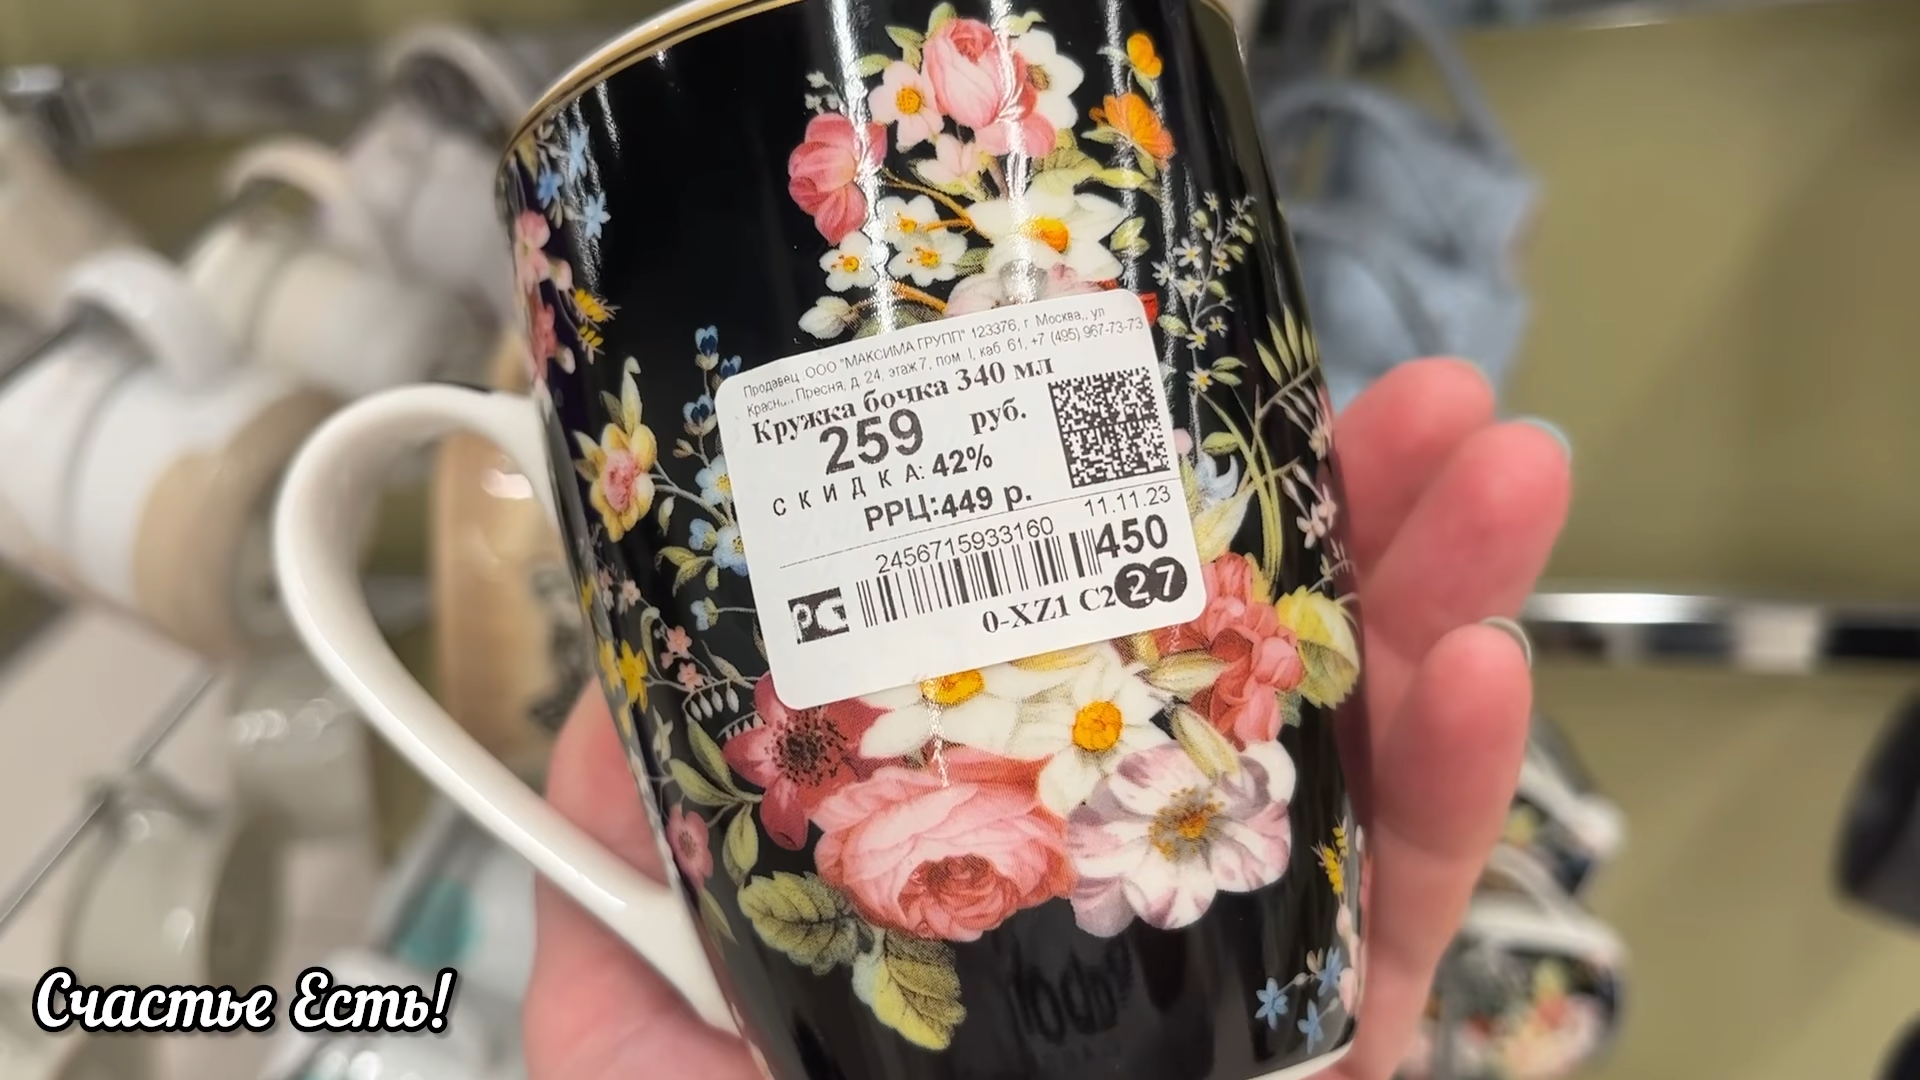 Продавец ООО "МАКСИМА ГРУПП" 123376, г. Москва,, ул
Пресня, д. 24, этаж 7, пом. I, каб. 61, +7 (495) 967-73-73
Кружка бочка 340 мл
259 руб.
СКИДКА: 42%
РРЦ:449 р.
11.11.23
2456715933160
450
РСТ
0-XZ1 C2 27
Счастье Есть!